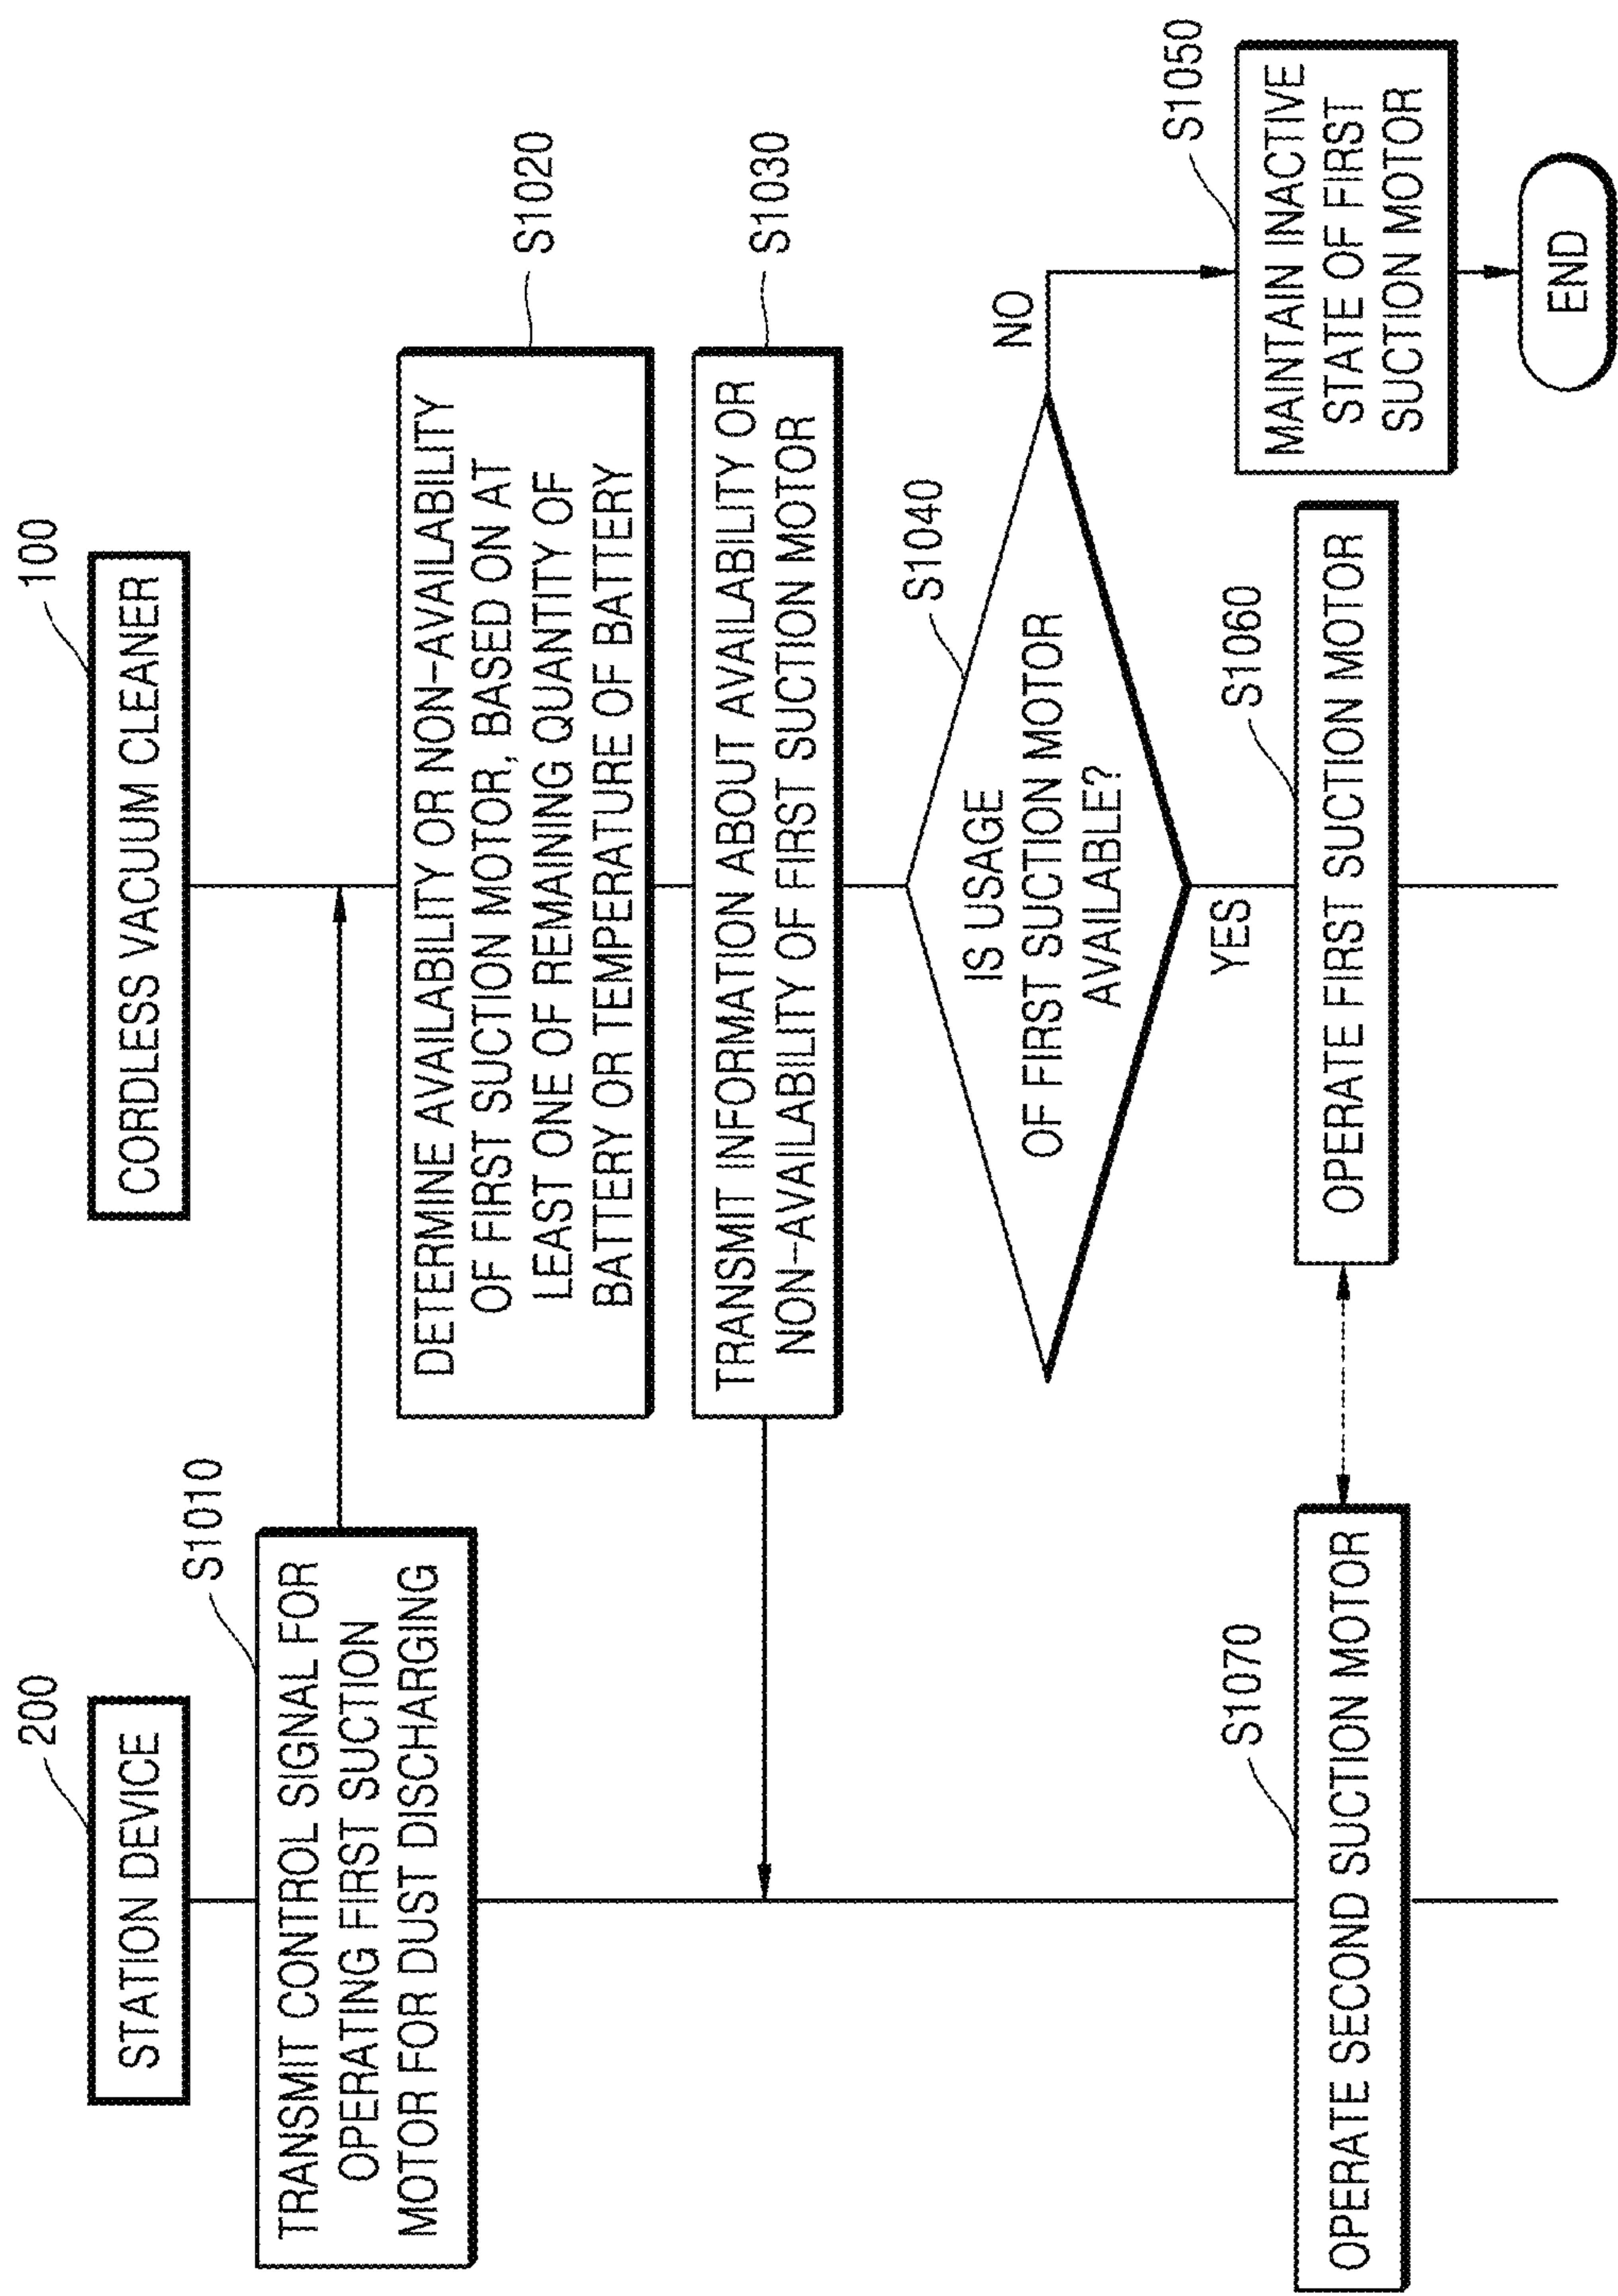 200
STATION DEVICE
100
CORDLESS VACUUM CLEANER
S1010
TRANSMIT CONTROL SIGNAL FOR
OPERATING FIRST SUCTION
MOTOR FOR DUST DISCHARGING
S1020
DETERMINE AVAILABILITY OR NON-AVAILABILITY
OF FIRST SUCTION MOTOR, BASED ON AT
LEAST ONE OF REMAINING QUANTITY OF
BATTERY OR TEMPERATURE OF BATTERY
S1030
TRANSMIT INFORMATION ABOUT AVAILABILITY OR
NON-AVAILABILITY OF FIRST SUCTION MOTOR
S1040
IS USAGE
OF FIRST SUCTION MOTOR
AVAILABLE?
NO
YES
S1050
MAINTAIN INACTIVE
STATE OF FIRST
SUCTION MOTOR
S1070
OPERATE SECOND SUCTION MOTOR
S1060
OPERATE FIRST SUCTION MOTOR
END